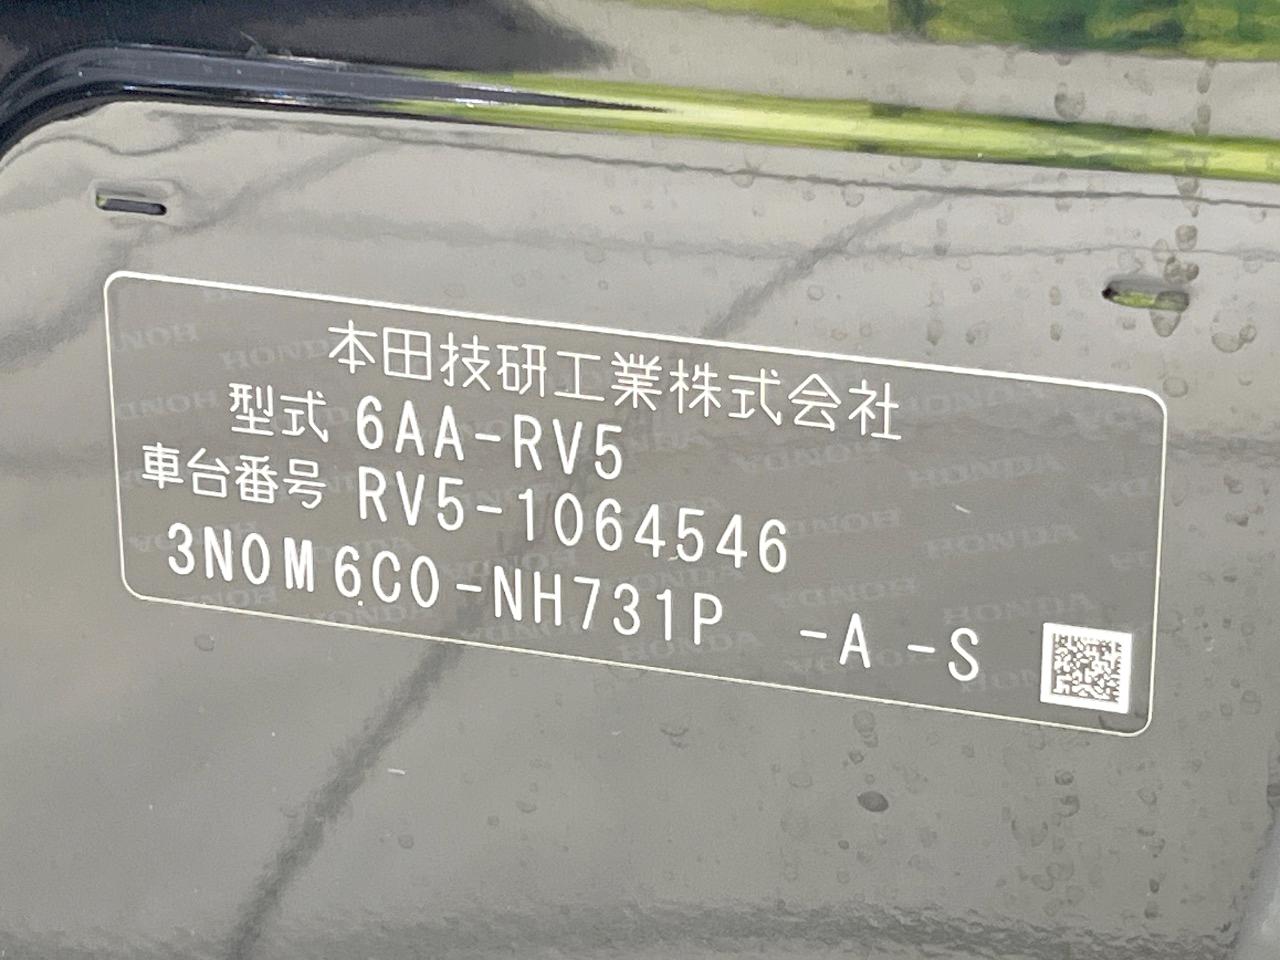 本田技研工業株式会社
型式 6AA-RV5
車台番号 RV5-1064546
3N0M6C0-NH731P -A -S